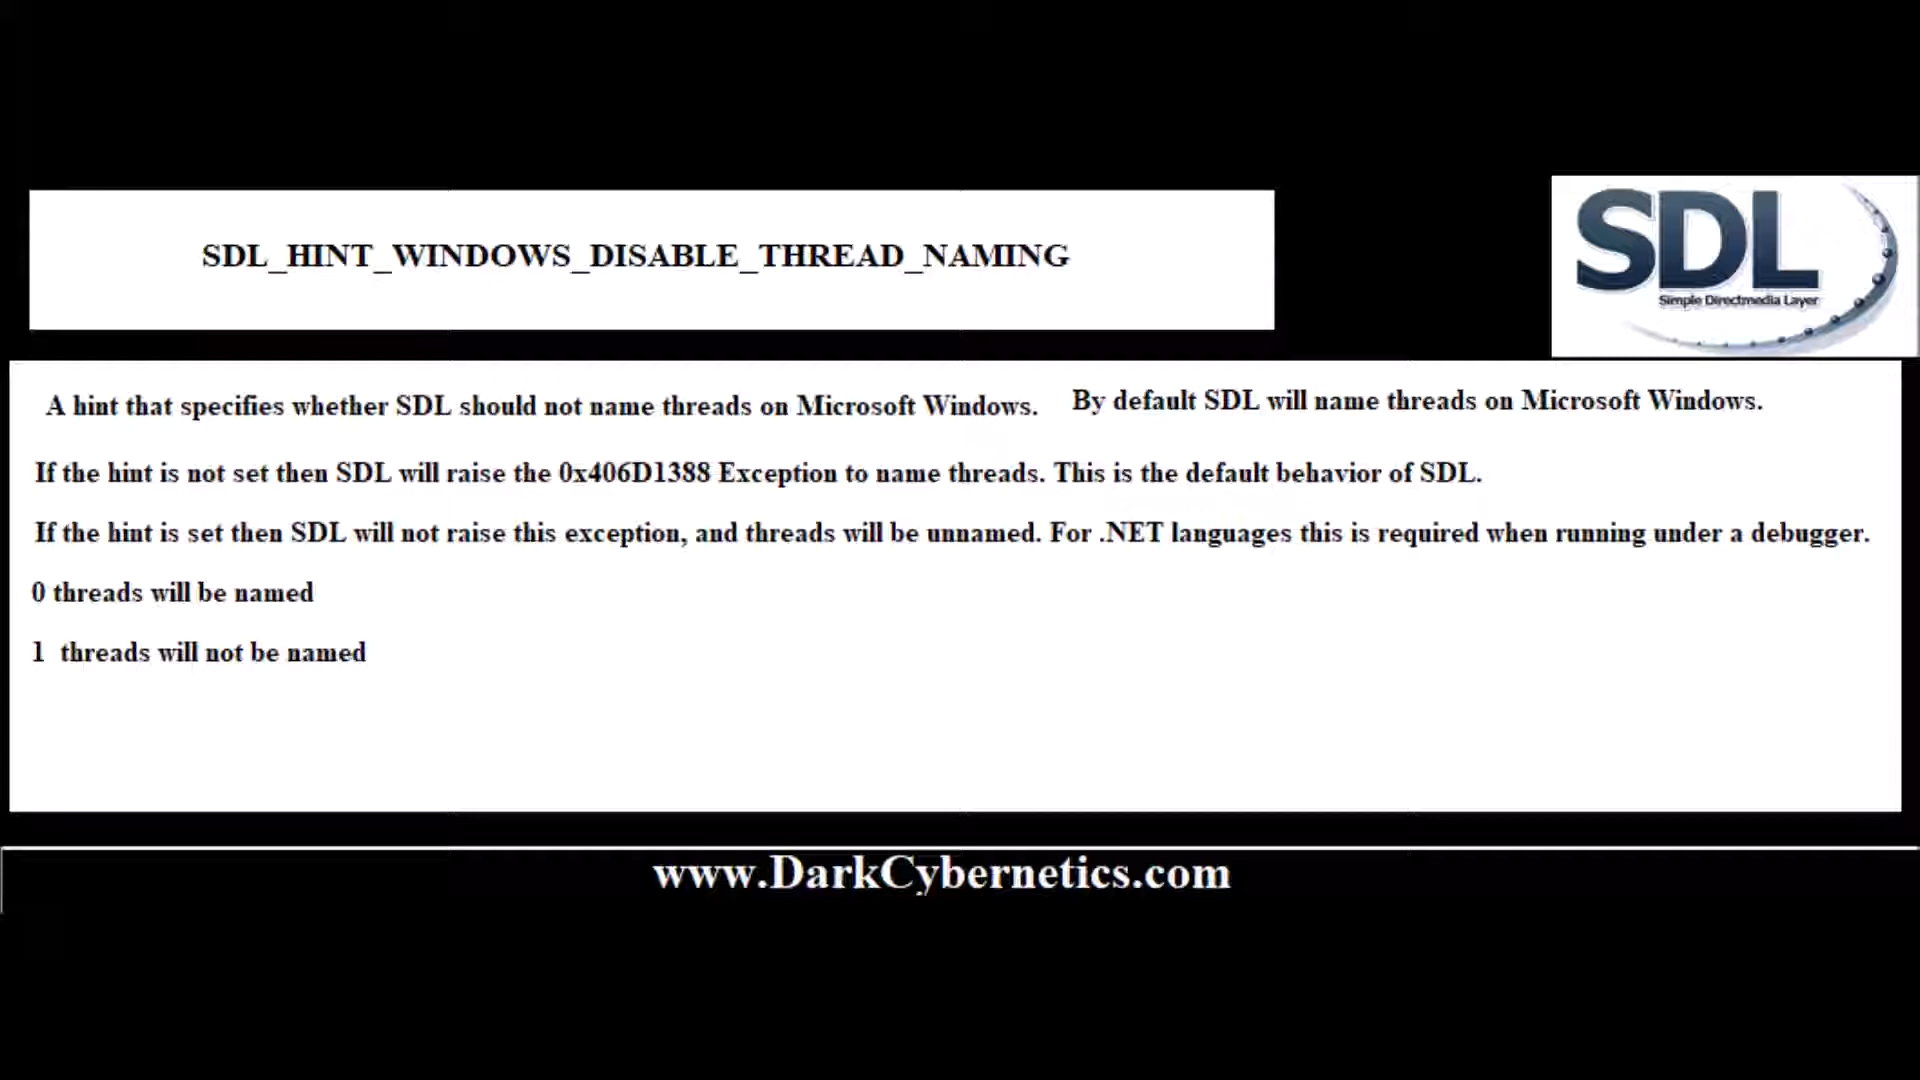 SDL_HINT_WINDOWS_DISABLE_THREAD_NAMING
SDL
Simple Directmedia Layer
A hint that specifies whether SDL should not name threads on Microsoft Windows. By default SDL will name threads on Microsoft Windows.
If the hint is not set then SDL will raise the 0x406D1388 Exception to name threads. This is the default behavior of SDL.
If the hint is set then SDL will not raise this exception, and threads will be unnamed. For .NET languages this is required when running under a debugger.
0 threads will be named
1 threads will not be named
www.DarkCybernetics.com